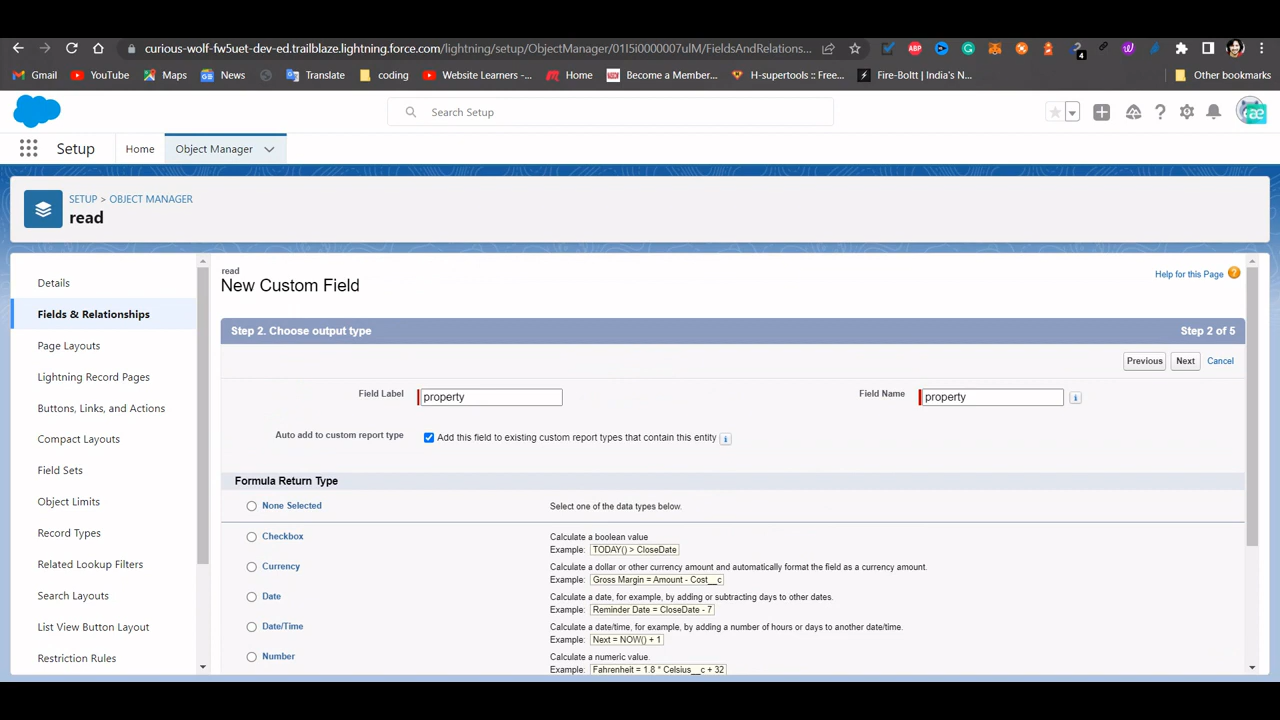 curious-wolf-fw5uet-dev-ed.trailblaze.lightning.force.com/lightning/setup/ObjectManager/01I5i0000007ulM/FieldsAndRelations...
Gmail YouTube Maps News Translate coding Website Learners -... Home Become a Member... H-supertools :: Free... Fire-Boltt | India's N... Other bookmarks
Search Setup
Setup Home Object Manager
SETUP > OBJECT MANAGER
read
Details
Fields & Relationships
Page Layouts
Lightning Record Pages
Buttons, Links, and Actions
Compact Layouts
Field Sets
Object Limits
Record Types
Related Lookup Filters
Search Layouts
List View Button Layout
Restriction Rules
read
New Custom Field
Help for this Page
Step 2. Choose output type Step 2 of 5
Previous Next Cancel
Field Label property Field Name property
Auto add to custom report type Add this field to existing custom report types that contain this entity
Formula Return Type
None Selected Select one of the data types below.
Checkbox Calculate a boolean value
Example: TODAY() > CloseDate
Currency Calculate a dollar or other currency amount and automatically format the field as a currency amount.
Example: Gross Margin = Amount - Cost__c
Date Calculate a date, for example, by adding or subtracting days to other dates.
Example: Reminder Date = CloseDate - 7
Date/Time Calculate a date/time, for example, by adding a number of hours or days to another date/time.
Example: Next = NOW() + 1
Number Calculate a numeric value.
Example: Fahrenheit = 1.8 * Celsius__c + 32